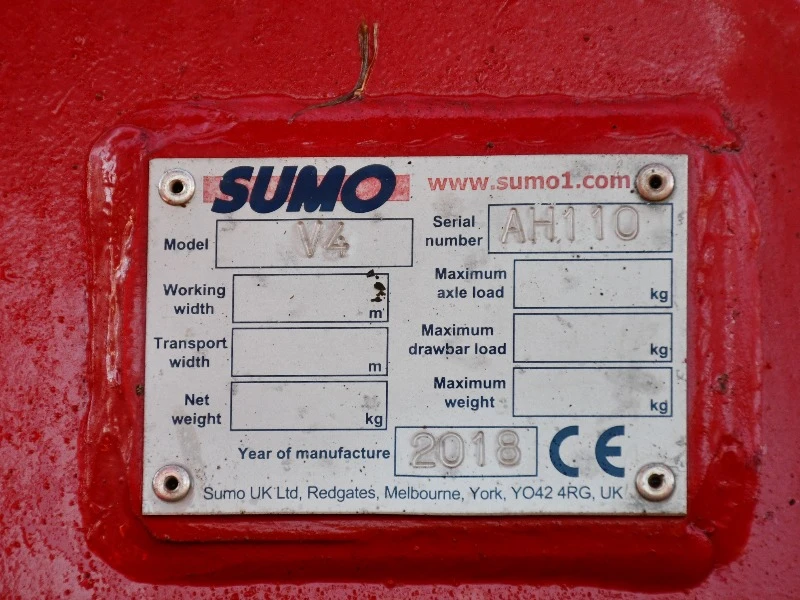 SUMO www.sumo1.com
Model V4 Serial number AH110
Working width m Maximum axle load kg
Transport width m Maximum drawbar load kg
Net weight kg Maximum weight kg
Year of manufacture 2018 CE
Sumo UK Ltd, Redgates, Melbourne, York, YO42 4RG, UK